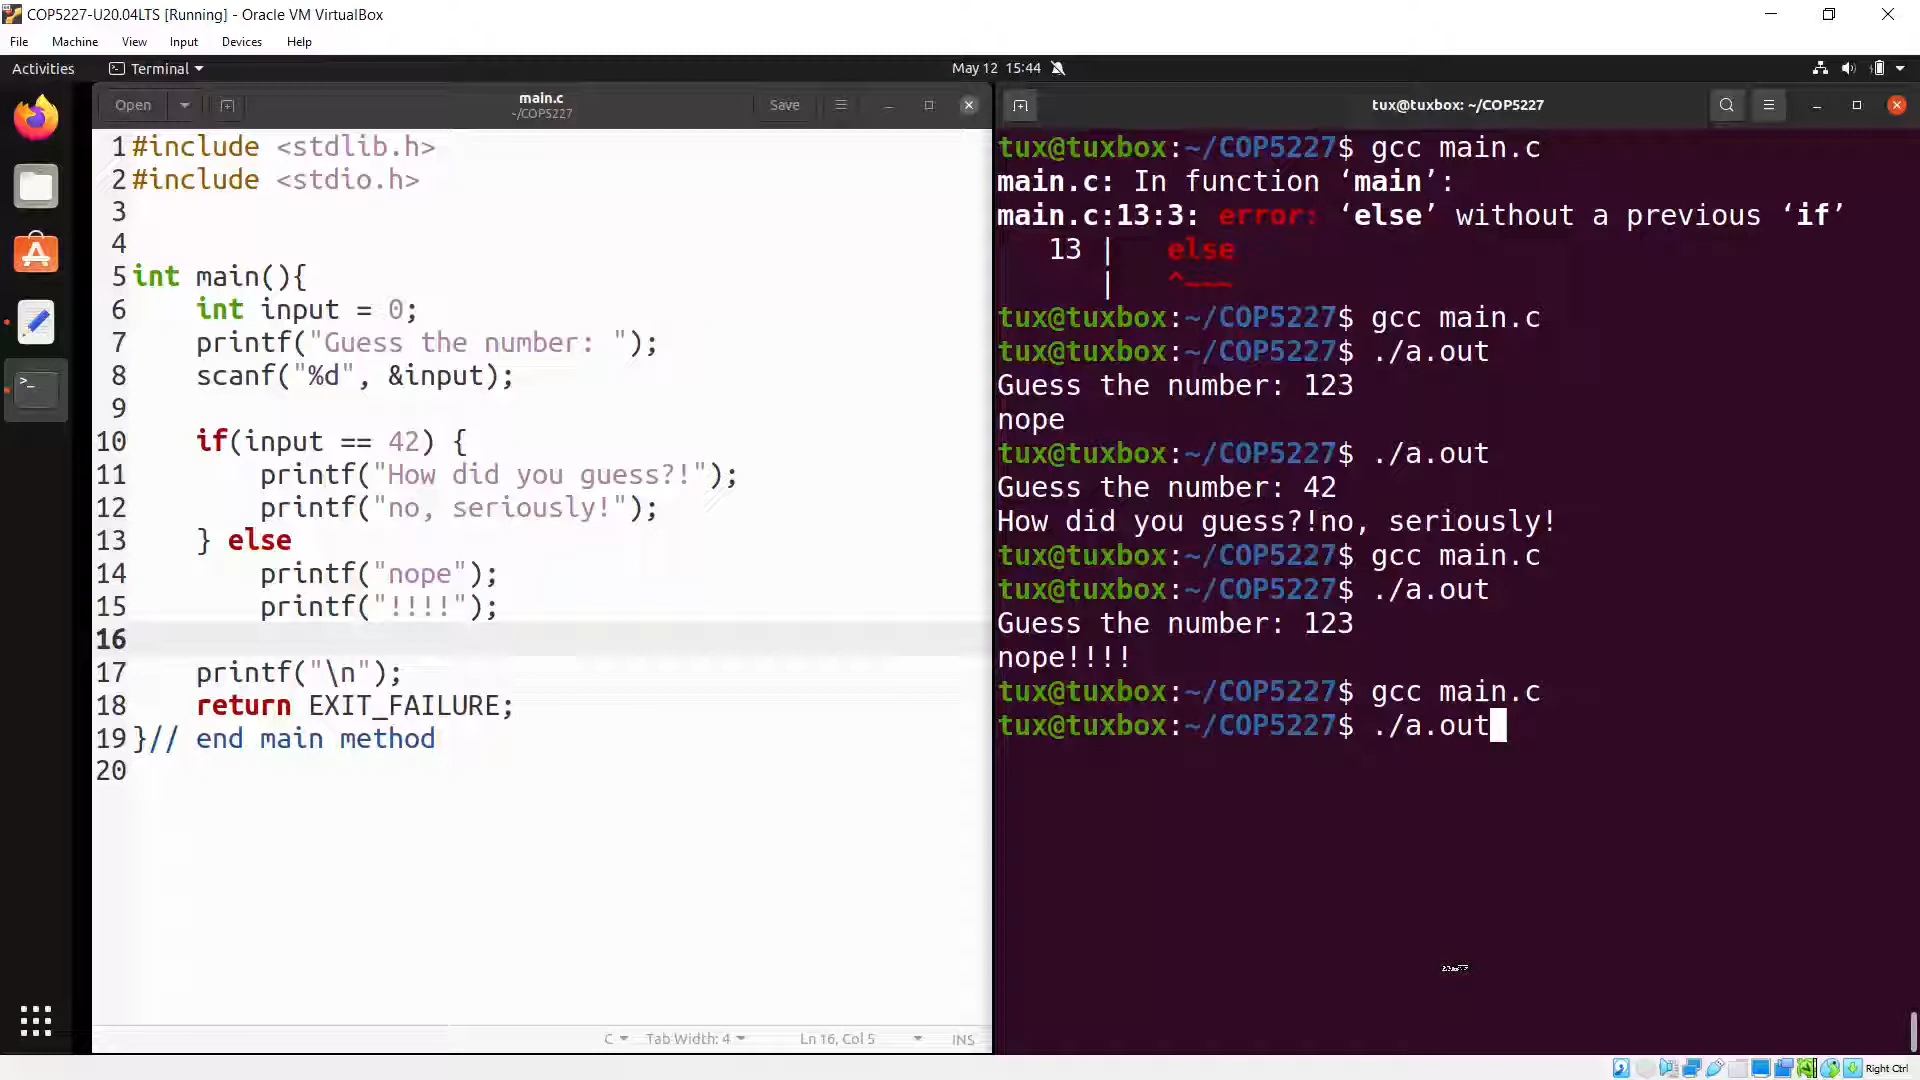 COP5227-U20.04LTS [Running] - Oracle VM VirtualBox
File Machine View Input Devices Help
Activities Terminal May 12 15:44
Open main.c Save
~/COP5227
1 #include <stdlib.h>
2 #include <stdio.h>
3
4
5 int main(){
6     int input = 0;
7     printf("Guess the number: ");
8     scanf("%d", &input);
9
10     if(input == 42) {
11         printf("How did you guess?!");
12         printf("no, seriously!");
13     } else
14         printf("nope");
15         printf("!!!!");
16
17     printf("\n");
18     return EXIT_FAILURE;
19 }// end main method
20
C Tab Width: 4 Ln 16, Col 5 INS
tux@tuxbox: ~/COP5227
tux@tuxbox:~/COP5227$ gcc main.c
main.c: In function ‘main’:
main.c:13:3: error: ‘else’ without a previous ‘if’
   13 |   else
      |   ^~~~
tux@tuxbox:~/COP5227$ gcc main.c
tux@tuxbox:~/COP5227$ ./a.out
Guess the number: 123
nope
tux@tuxbox:~/COP5227$ ./a.out
Guess the number: 42
How did you guess?!no, seriously!
tux@tuxbox:~/COP5227$ gcc main.c
tux@tuxbox:~/COP5227$ ./a.out
Guess the number: 123
nope!!!!
tux@tuxbox:~/COP5227$ gcc main.c
tux@tuxbox:~/COP5227$ ./a.out
Right Ctrl